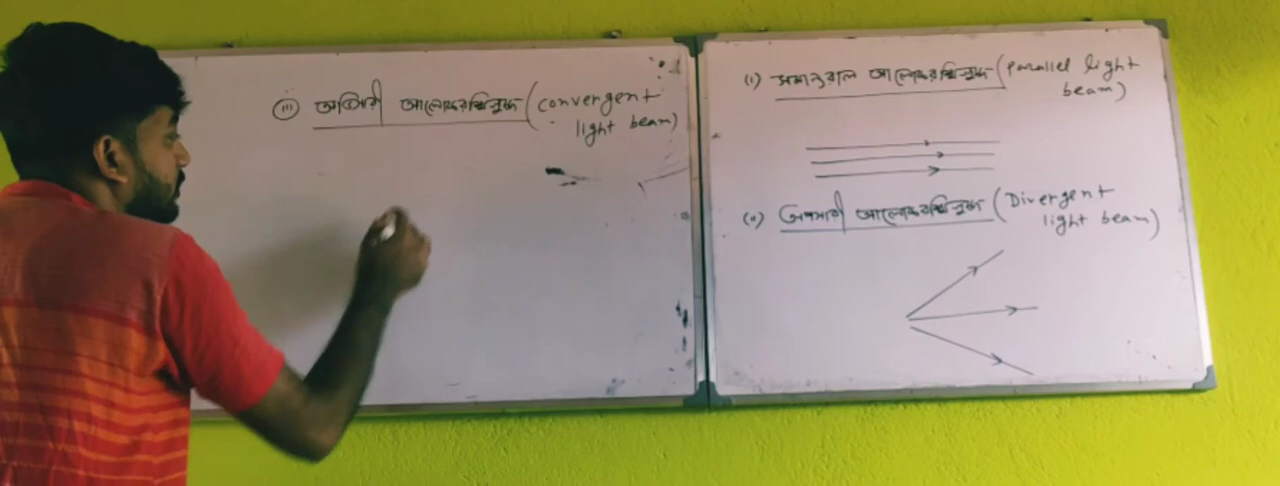 (iii) অভিসারী আলোকরশ্মিগুচ্ছ (convergent
light beam)
(i) সমান্তরাল আলোকরশ্মিগুচ্ছ (parallel light
beam)
(ii) অপসারী আলোকরশ্মিগুচ্ছ (Divergent
light beam)